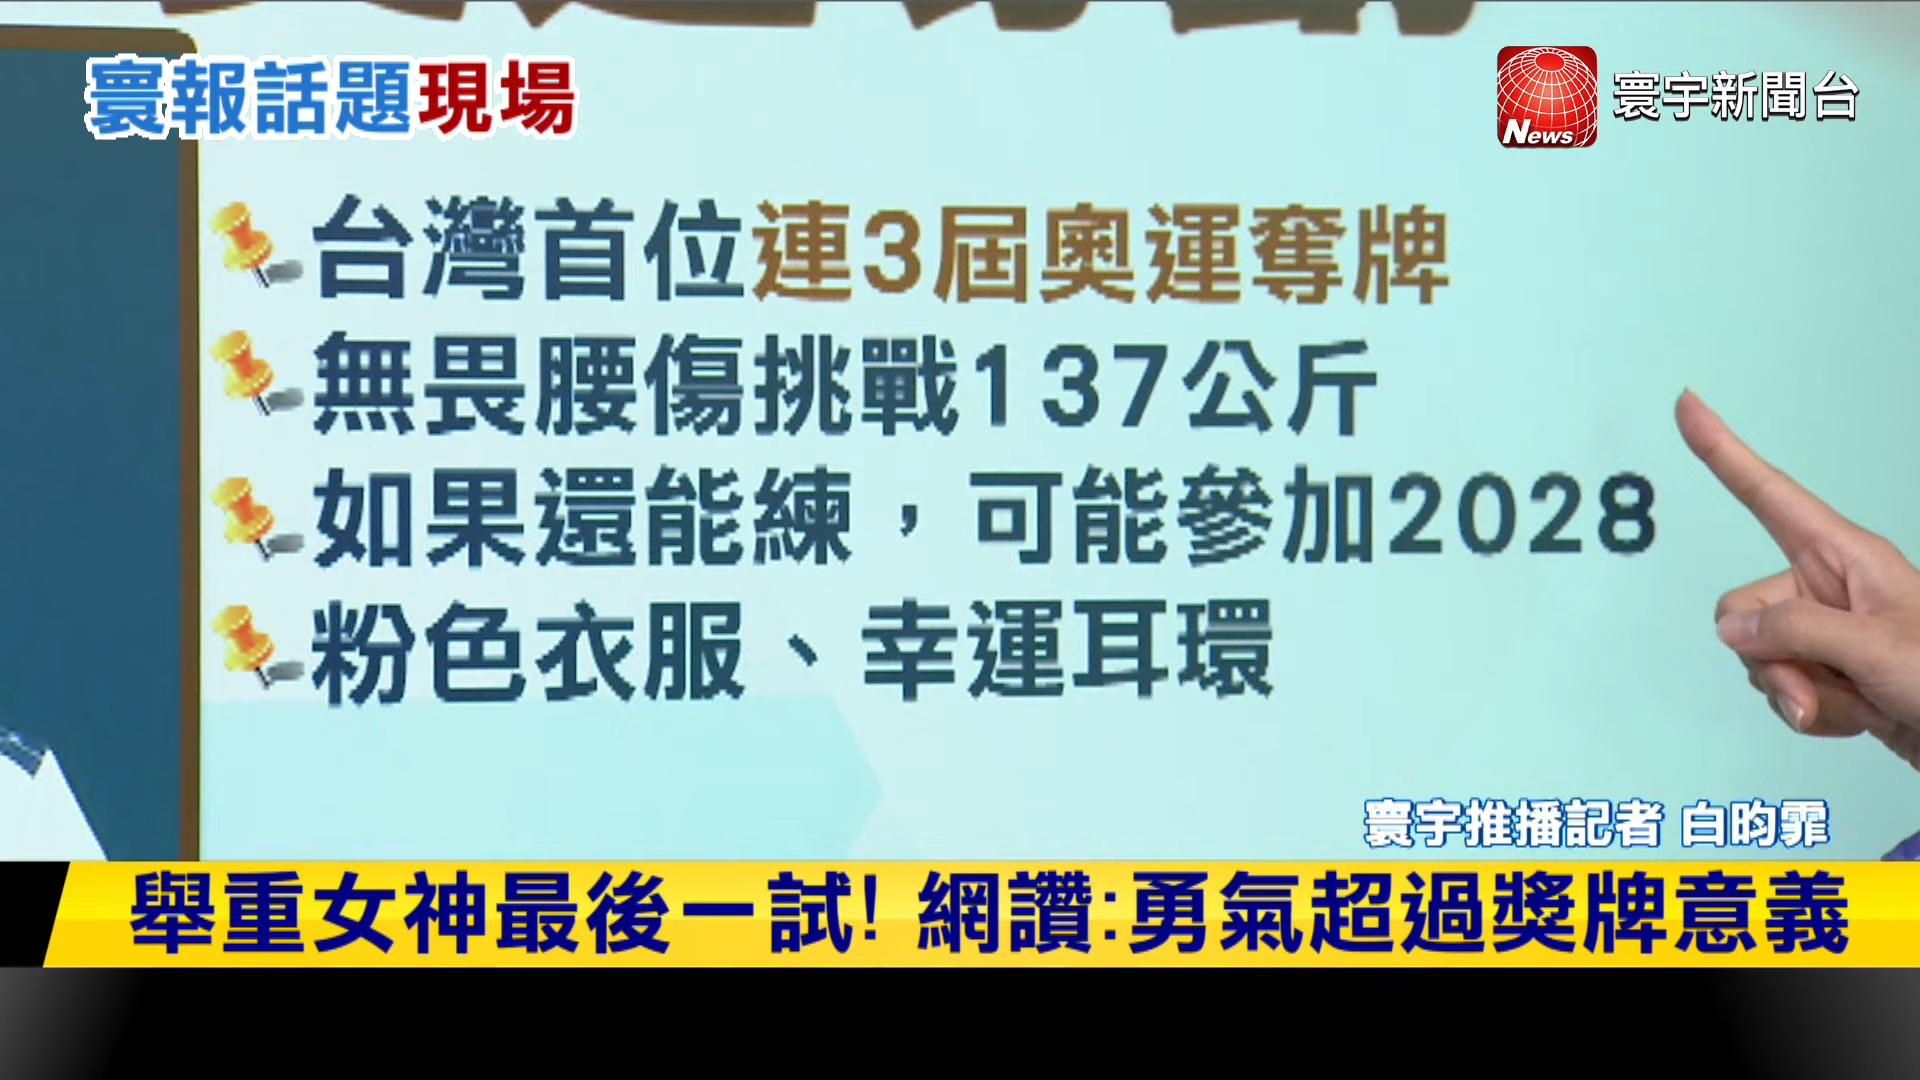 寰報話題現場
News 寰宇新聞台
台灣首位連3屆奧運奪牌
無畏腰傷挑戰137公斤
如果還能練，可能參加2028
粉色衣服、幸運耳環
寰宇推播記者 白昀霏
舉重女神最後一試! 網讚:勇氣超過獎牌意義